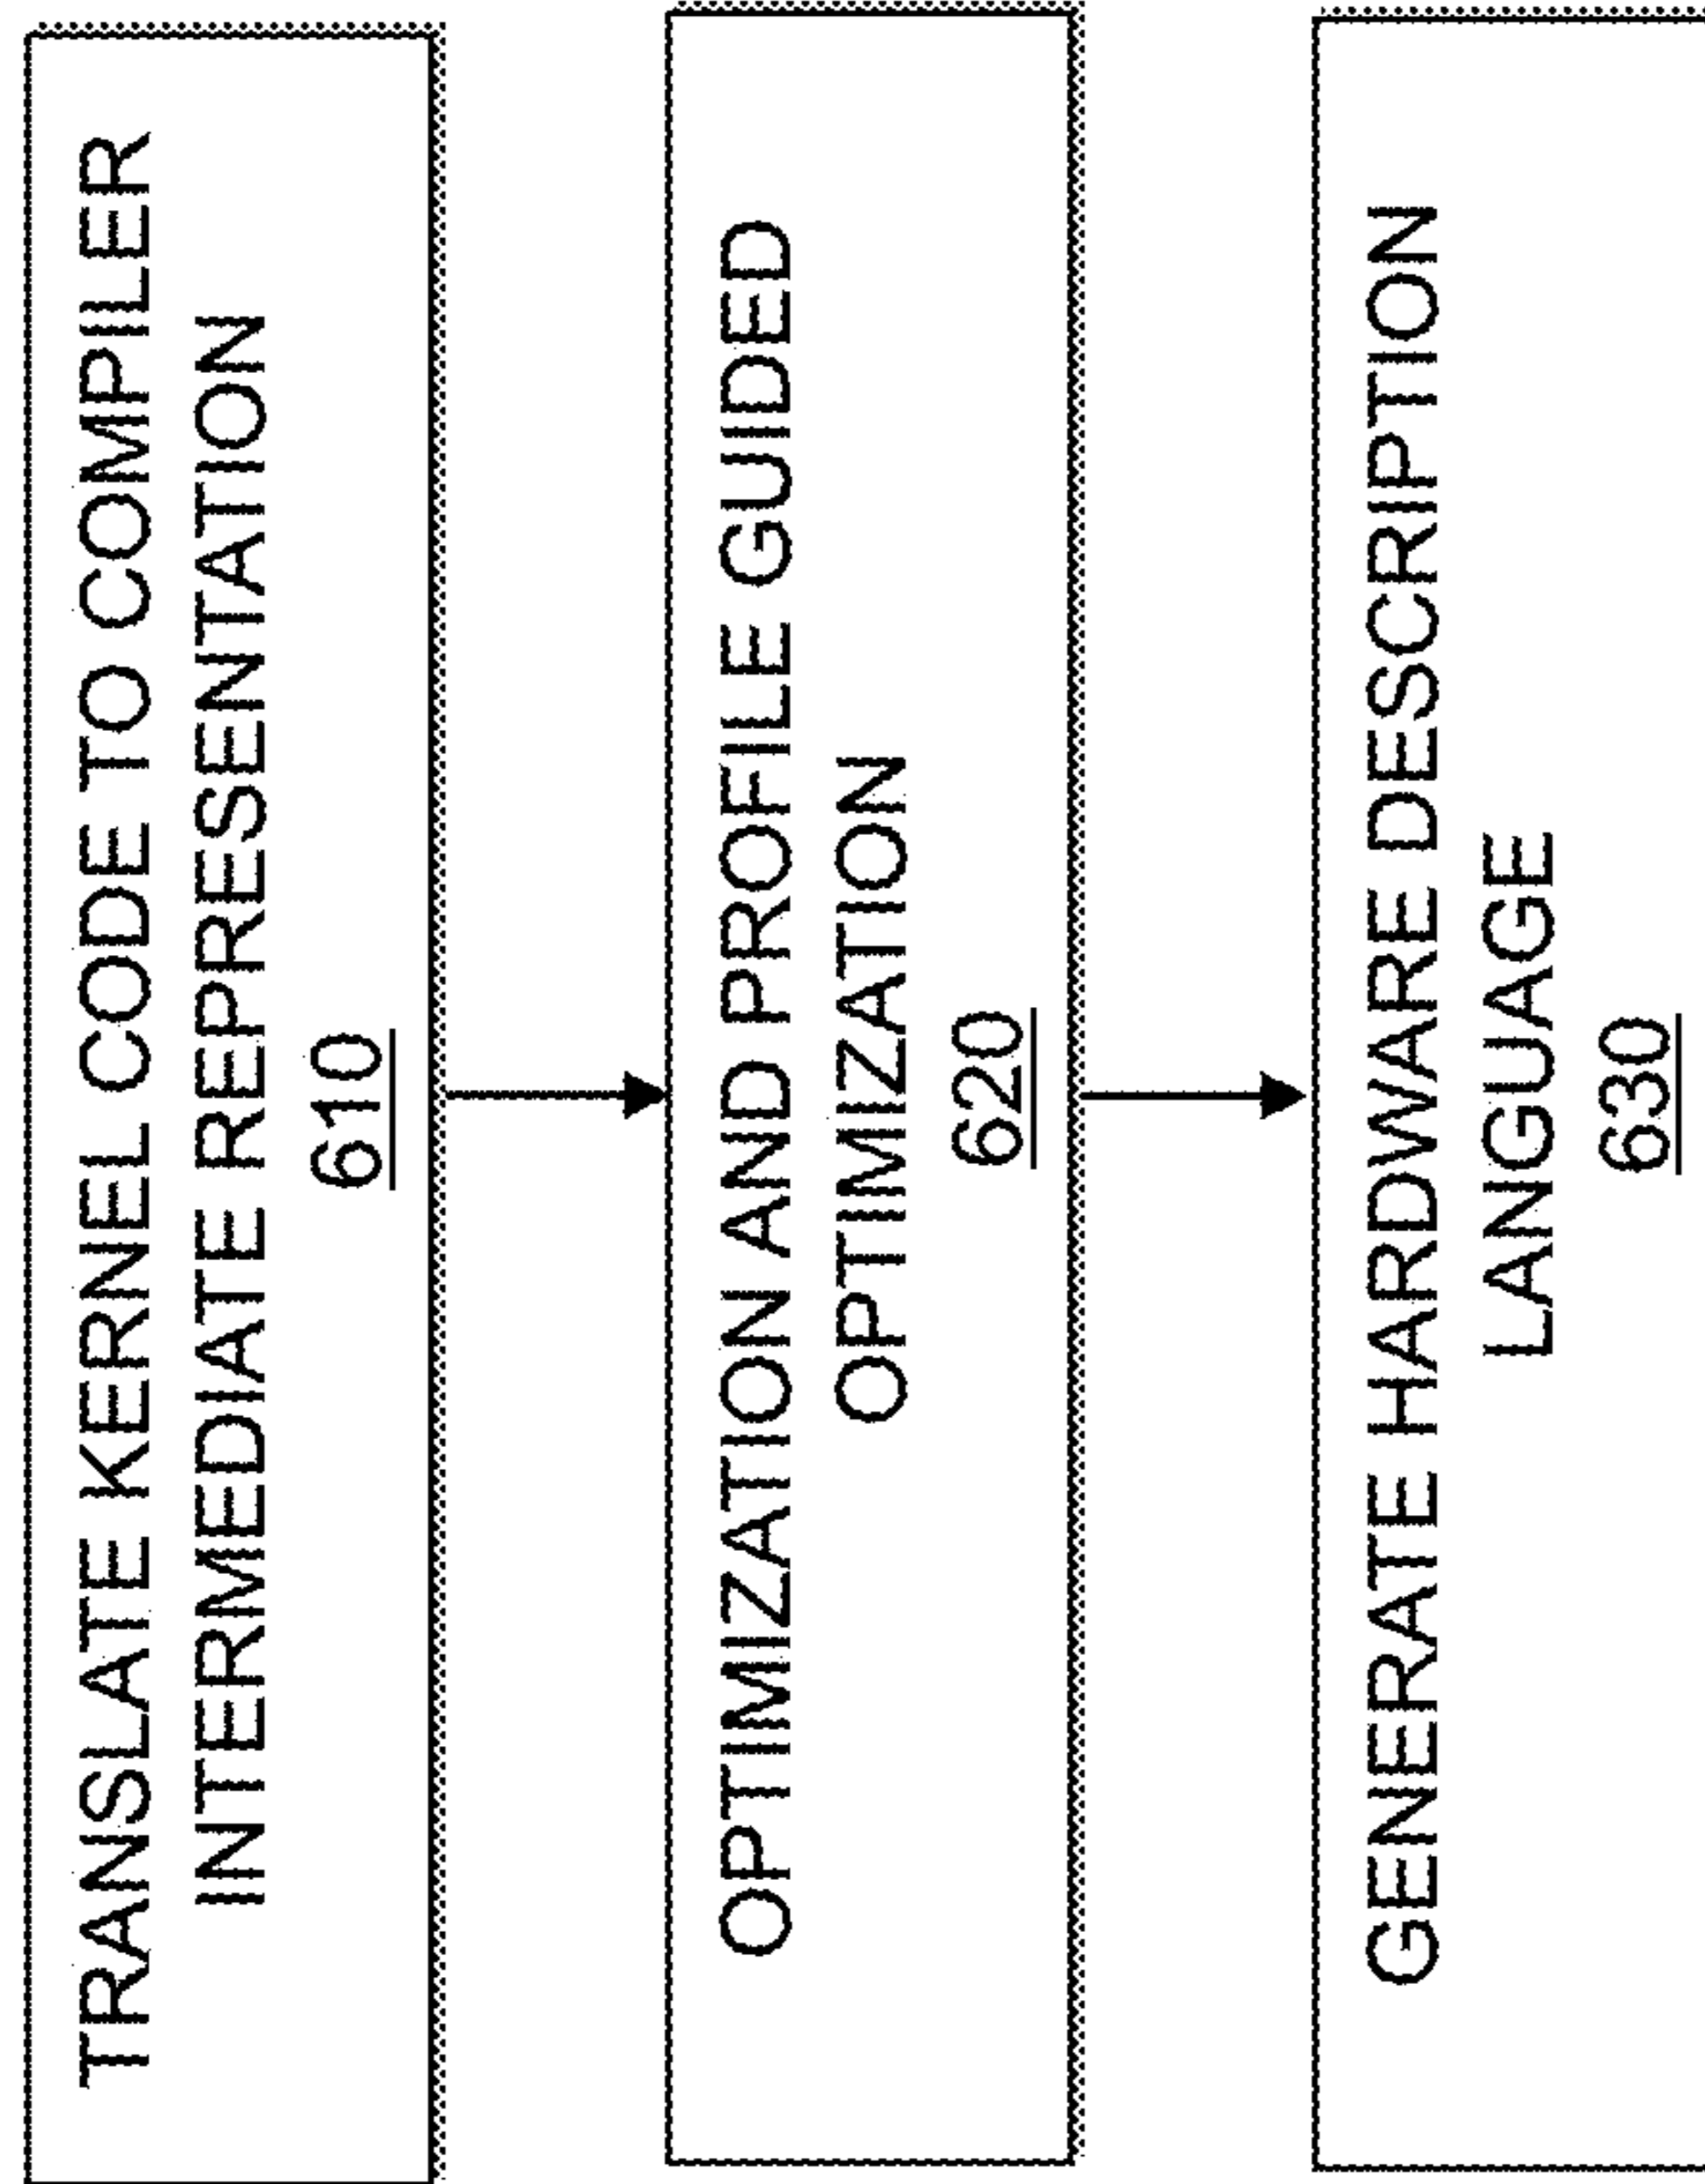 TRANSLATE KERNEL CODE TO COMPILER
INTERMEDIATE REPRESENTATION
610
OPTIMIZATION AND PROFILE GUIDED
OPTIMIZATION
620
GENERATE HARDWARE DESCRIPTION
LANGUAGE
630